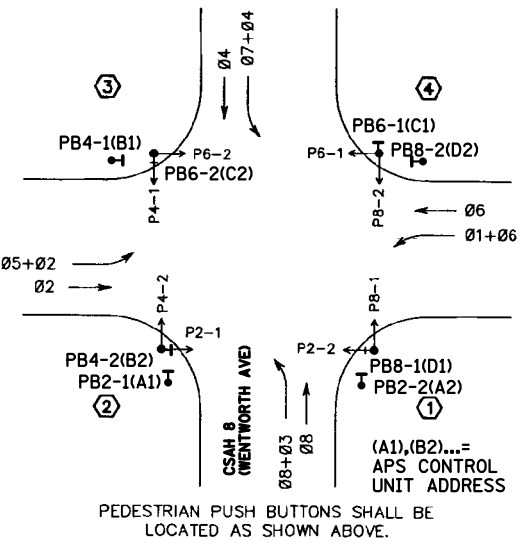 Ø4
Ø7+Ø4
3
4
PB4-1(B1)
P6-2
PB6-2(C2)
P4-1
PB6-1(C1)
P6-1
PB8-2(D2)
P8-2
Ø6
Ø1+Ø6
Ø5+Ø2
Ø2
P4-2
P2-1
PB4-2(B2)
PB2-1(A1)
2
CSAH 8
(WENTWORTH AVE)
Ø8+Ø3
Ø8
P8-1
P2-2
PB8-1(D1)
PB2-2(A2)
1
(A1),(B2)...=
APS CONTROL
UNIT ADDRESS
PEDESTRIAN PUSH BUTTONS SHALL BE
LOCATED AS SHOWN ABOVE.